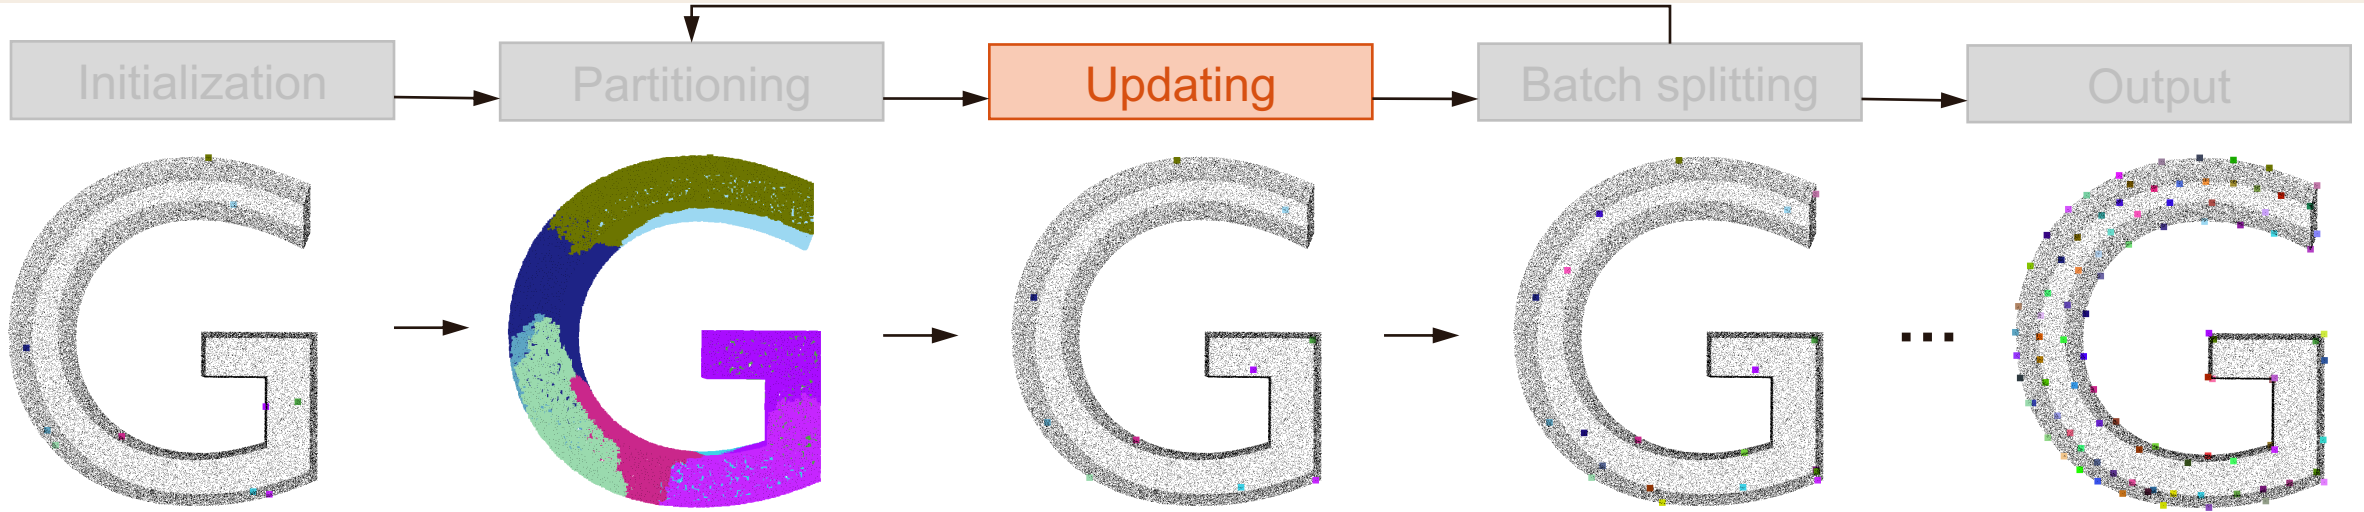 Initialization
Partitioning
Updating
Batch splitting
Output
...